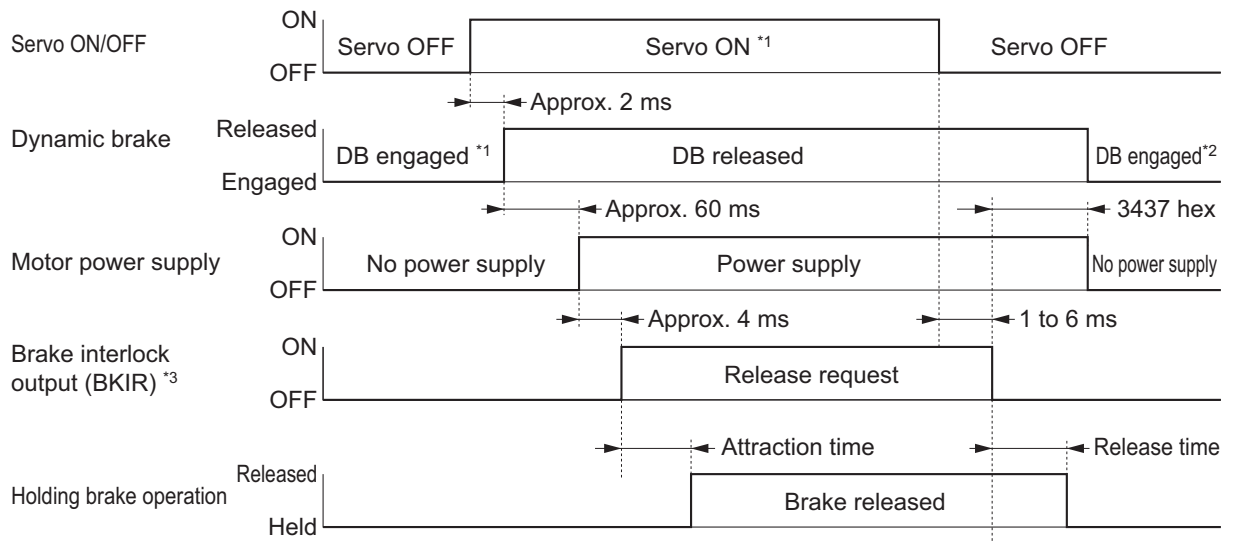 ON
Servo ON/OFF
Servo OFF
Servo ON *1
Servo OFF
OFF
Approx. 2 ms
Released
Dynamic brake
DB engaged *1
DB released
DB engaged*2
Engaged
Approx. 60 ms
3437 hex
ON
Motor power supply
No power supply
Power supply
No power supply
OFF
Approx. 4 ms
1 to 6 ms
Brake interlock
output (BKIR) *3
ON
Release request
OFF
Attraction time
Release time
Released
Holding brake operation
Brake released
Held